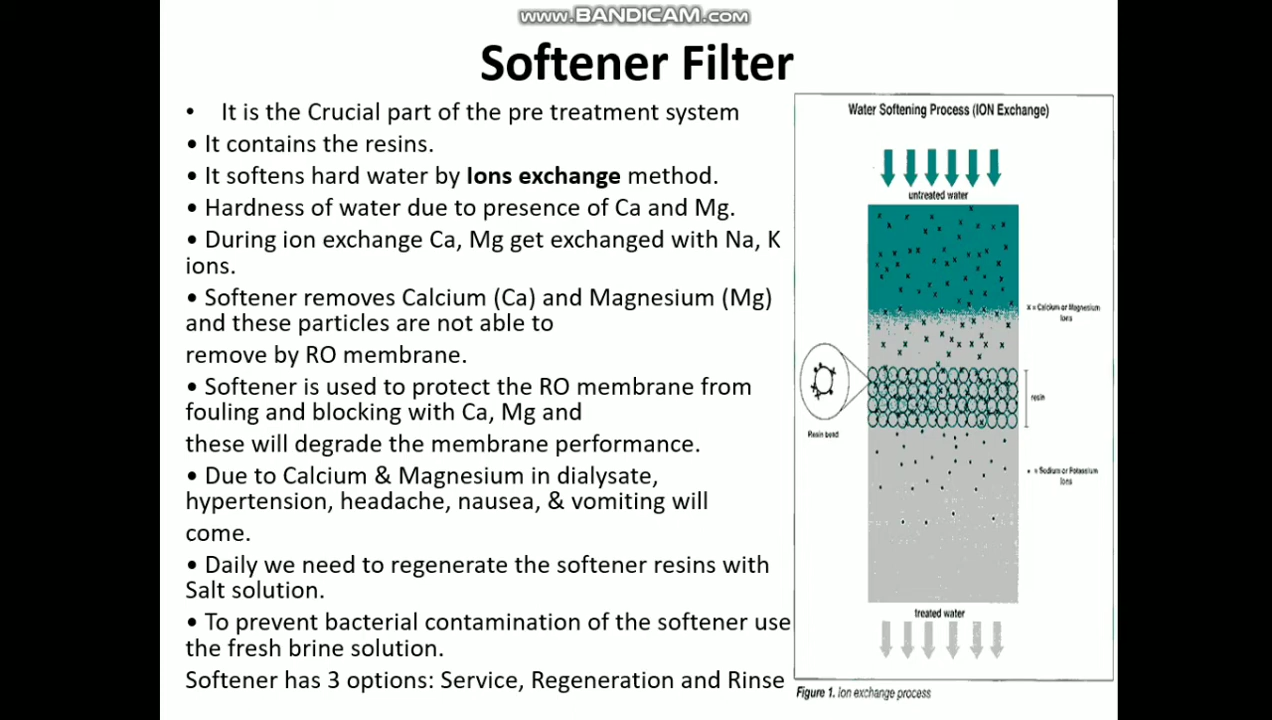 www.BANDICAM.com
Softener Filter
• It is the Crucial part of the pre treatment system
• It contains the resins.
• It softens hard water by Ions exchange method.
• Hardness of water due to presence of Ca and Mg.
• During ion exchange Ca, Mg get exchanged with Na, K
ions.
• Softener removes Calcium (Ca) and Magnesium (Mg)
and these particles are not able to
remove by RO membrane.
• Softener is used to protect the RO membrane from
fouling and blocking with Ca, Mg and
these will degrade the membrane performance.
• Due to Calcium & Magnesium in dialysate,
hypertension, headache, nausea, & vomiting will
come.
• Daily we need to regenerate the softener resins with
Salt solution.
• To prevent bacterial contamination of the softener use
the fresh brine solution.
Softener has 3 options: Service, Regeneration and Rinse
Water Softening Process (ION Exchange)
untreated water
x = Calcium or Magnesium
Ions
resin
Resin bead
• = Sodium or Potassium
Ions
treated water
Figure 1. Ion exchange process